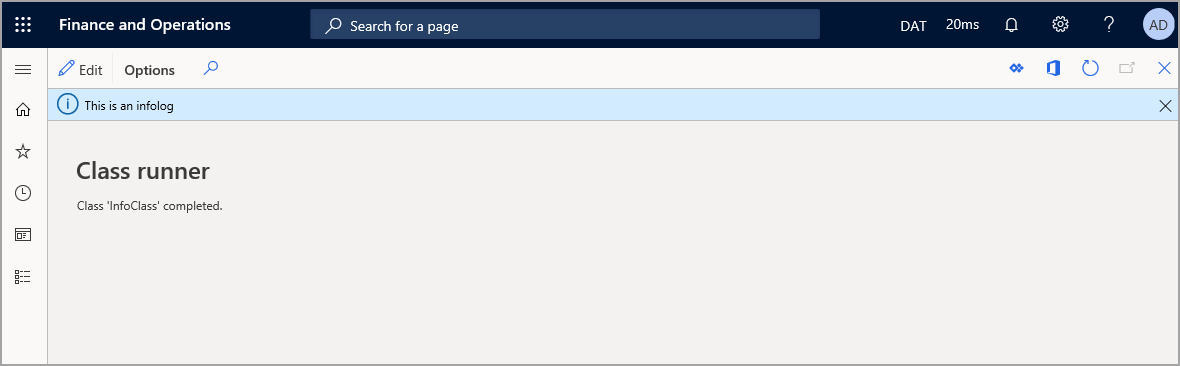 Finance and Operations
Search for a page
DAT
20ms
?
AD
Edit
Options
i
This is an infolog
Class runner
Class 'InfoClass' completed.